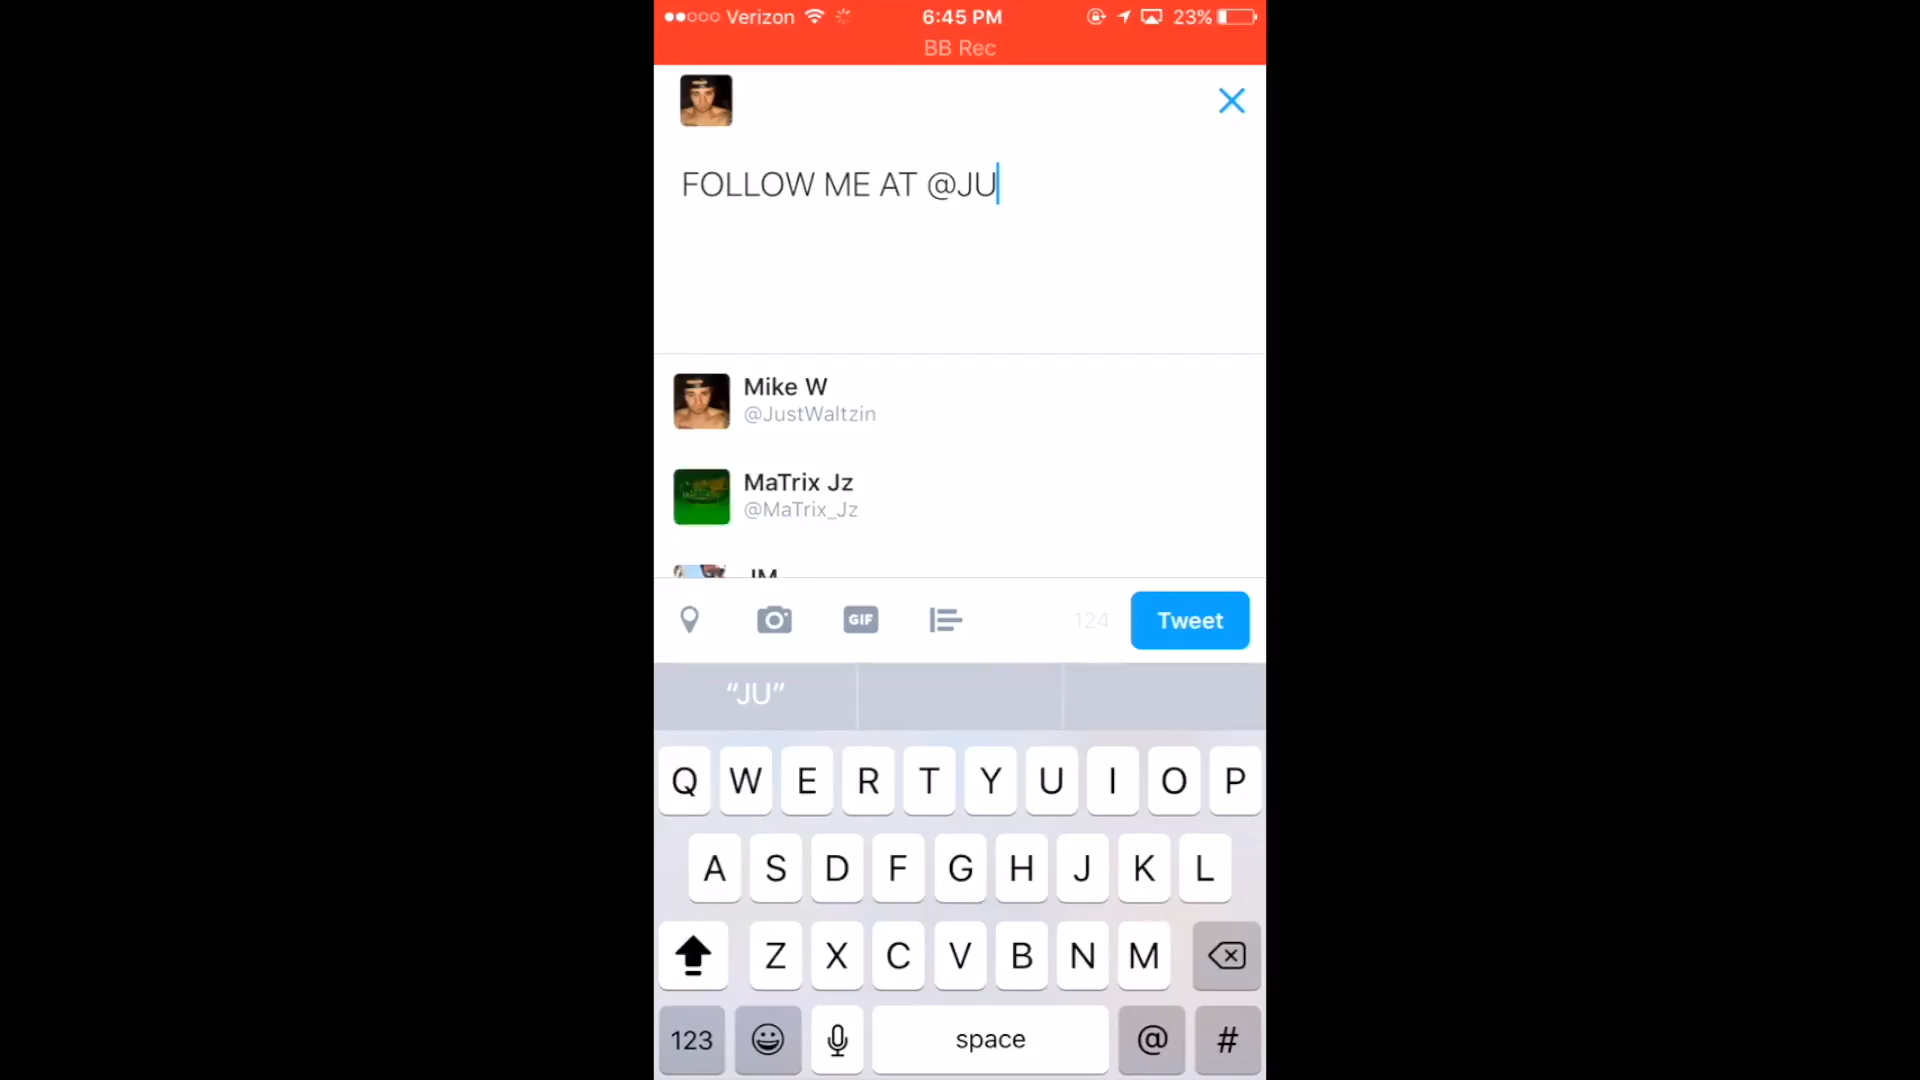 Verizon 6:45 PM 23%
BB Rec
FOLLOW ME AT @JU
Mike W
@JustWaltzin
MaTrix Jz
@MaTrix_Jz
JM
GIF 124 Tweet
“JU”
Q W E R T Y U I O P
A S D F G H J K L
Z X C V B N M
123 space @ #